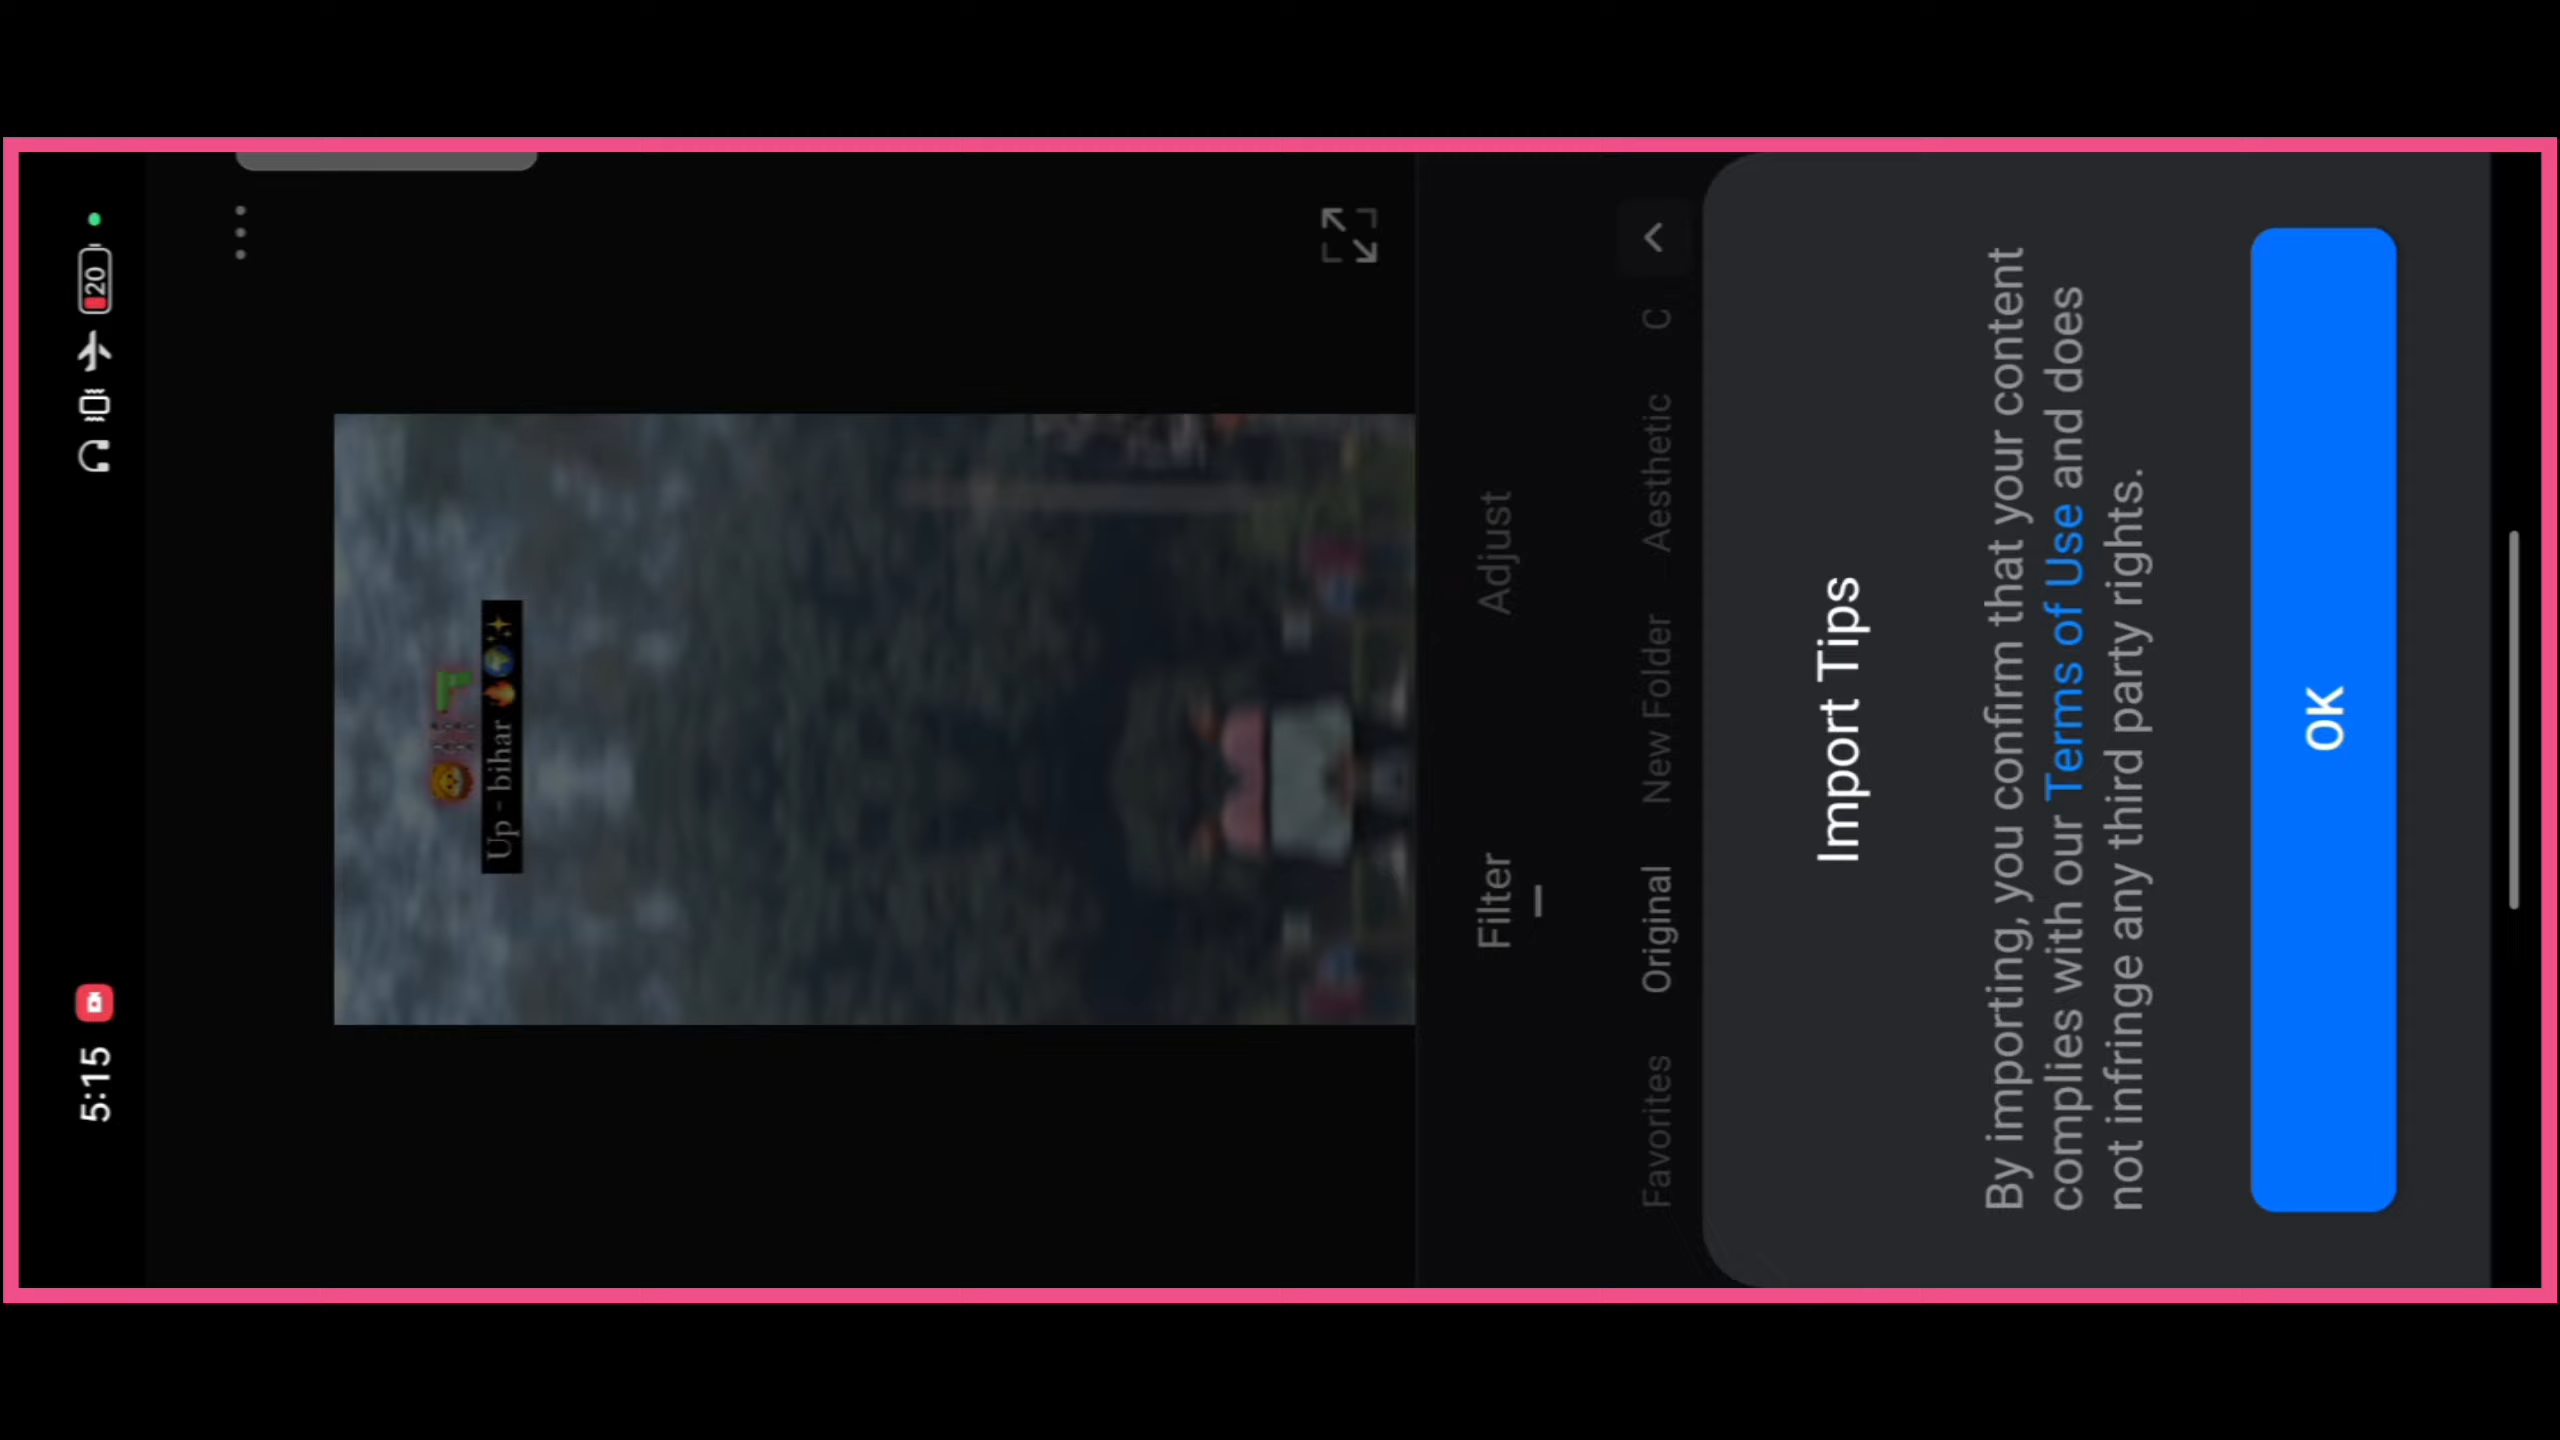 5:15
20
Up - bihar 🔥🌍✨
Filter Adjust
Favorites Original New Folder Aesthetic C
Import Tips
By importing, you confirm that your content
complies with our Terms of Use and does
not infringe any third party rights.
OK